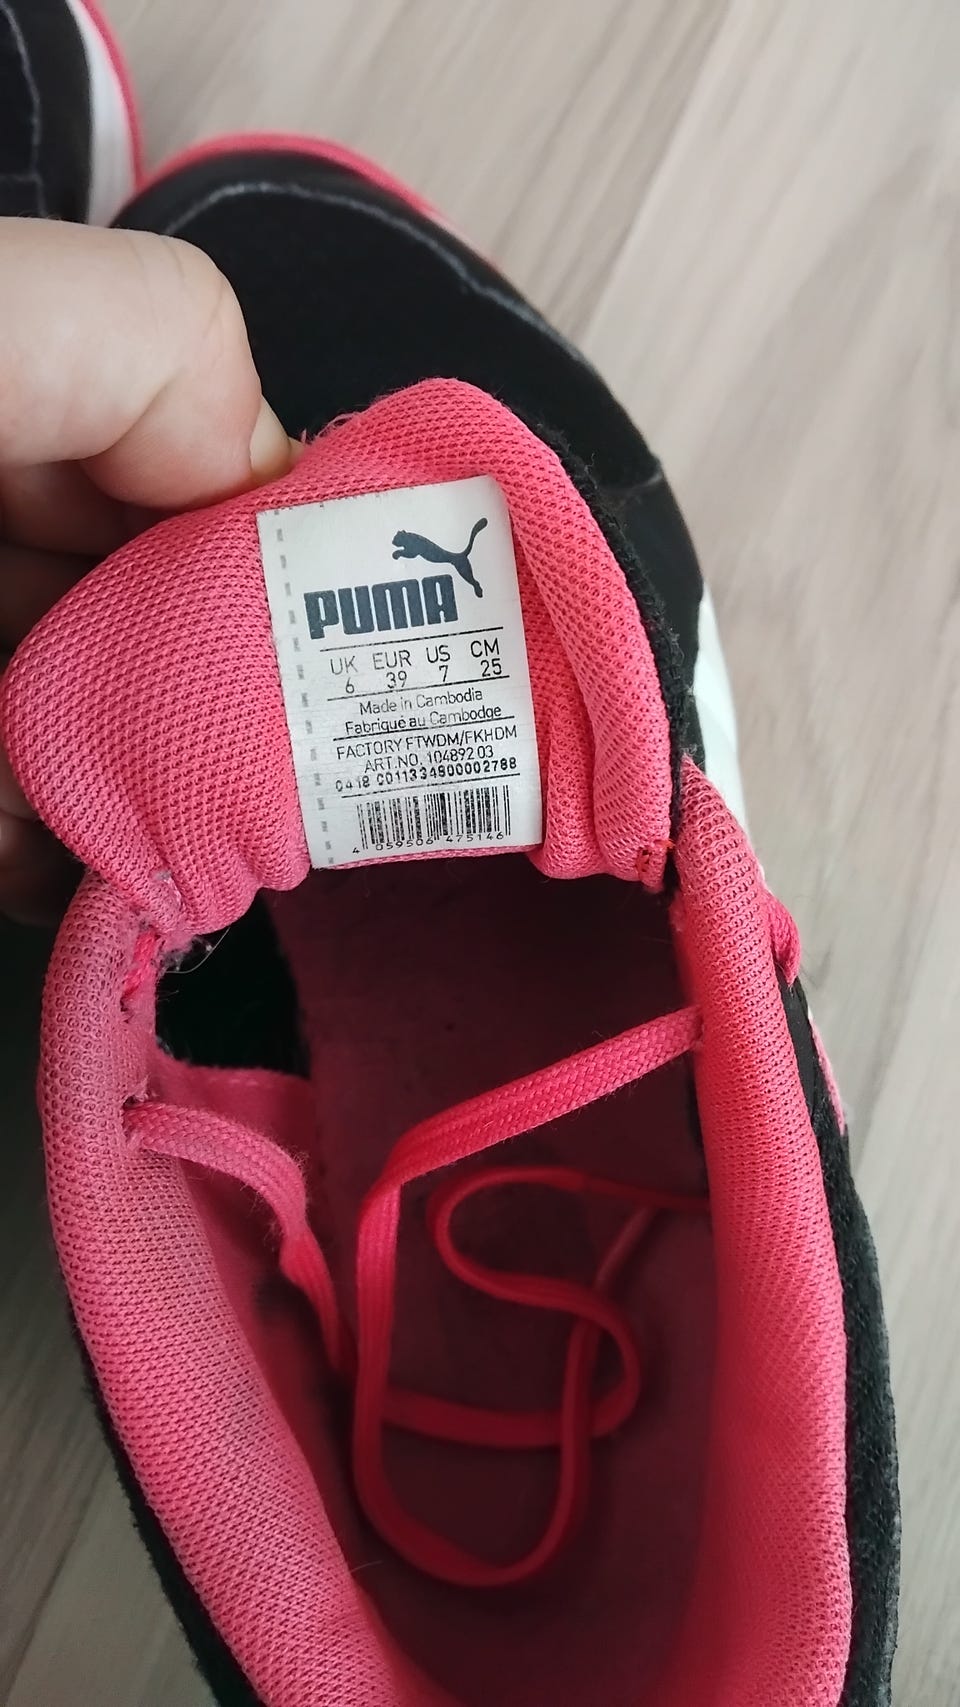 PUMA
UK EUR US CM
6 39 7 25
Made in Cambodia
Fabriqué au Cambodge
FACTORY FTWDM/FKHDM
ART.NO. 104892 03
0418 C011334900002788
4 059506 475146